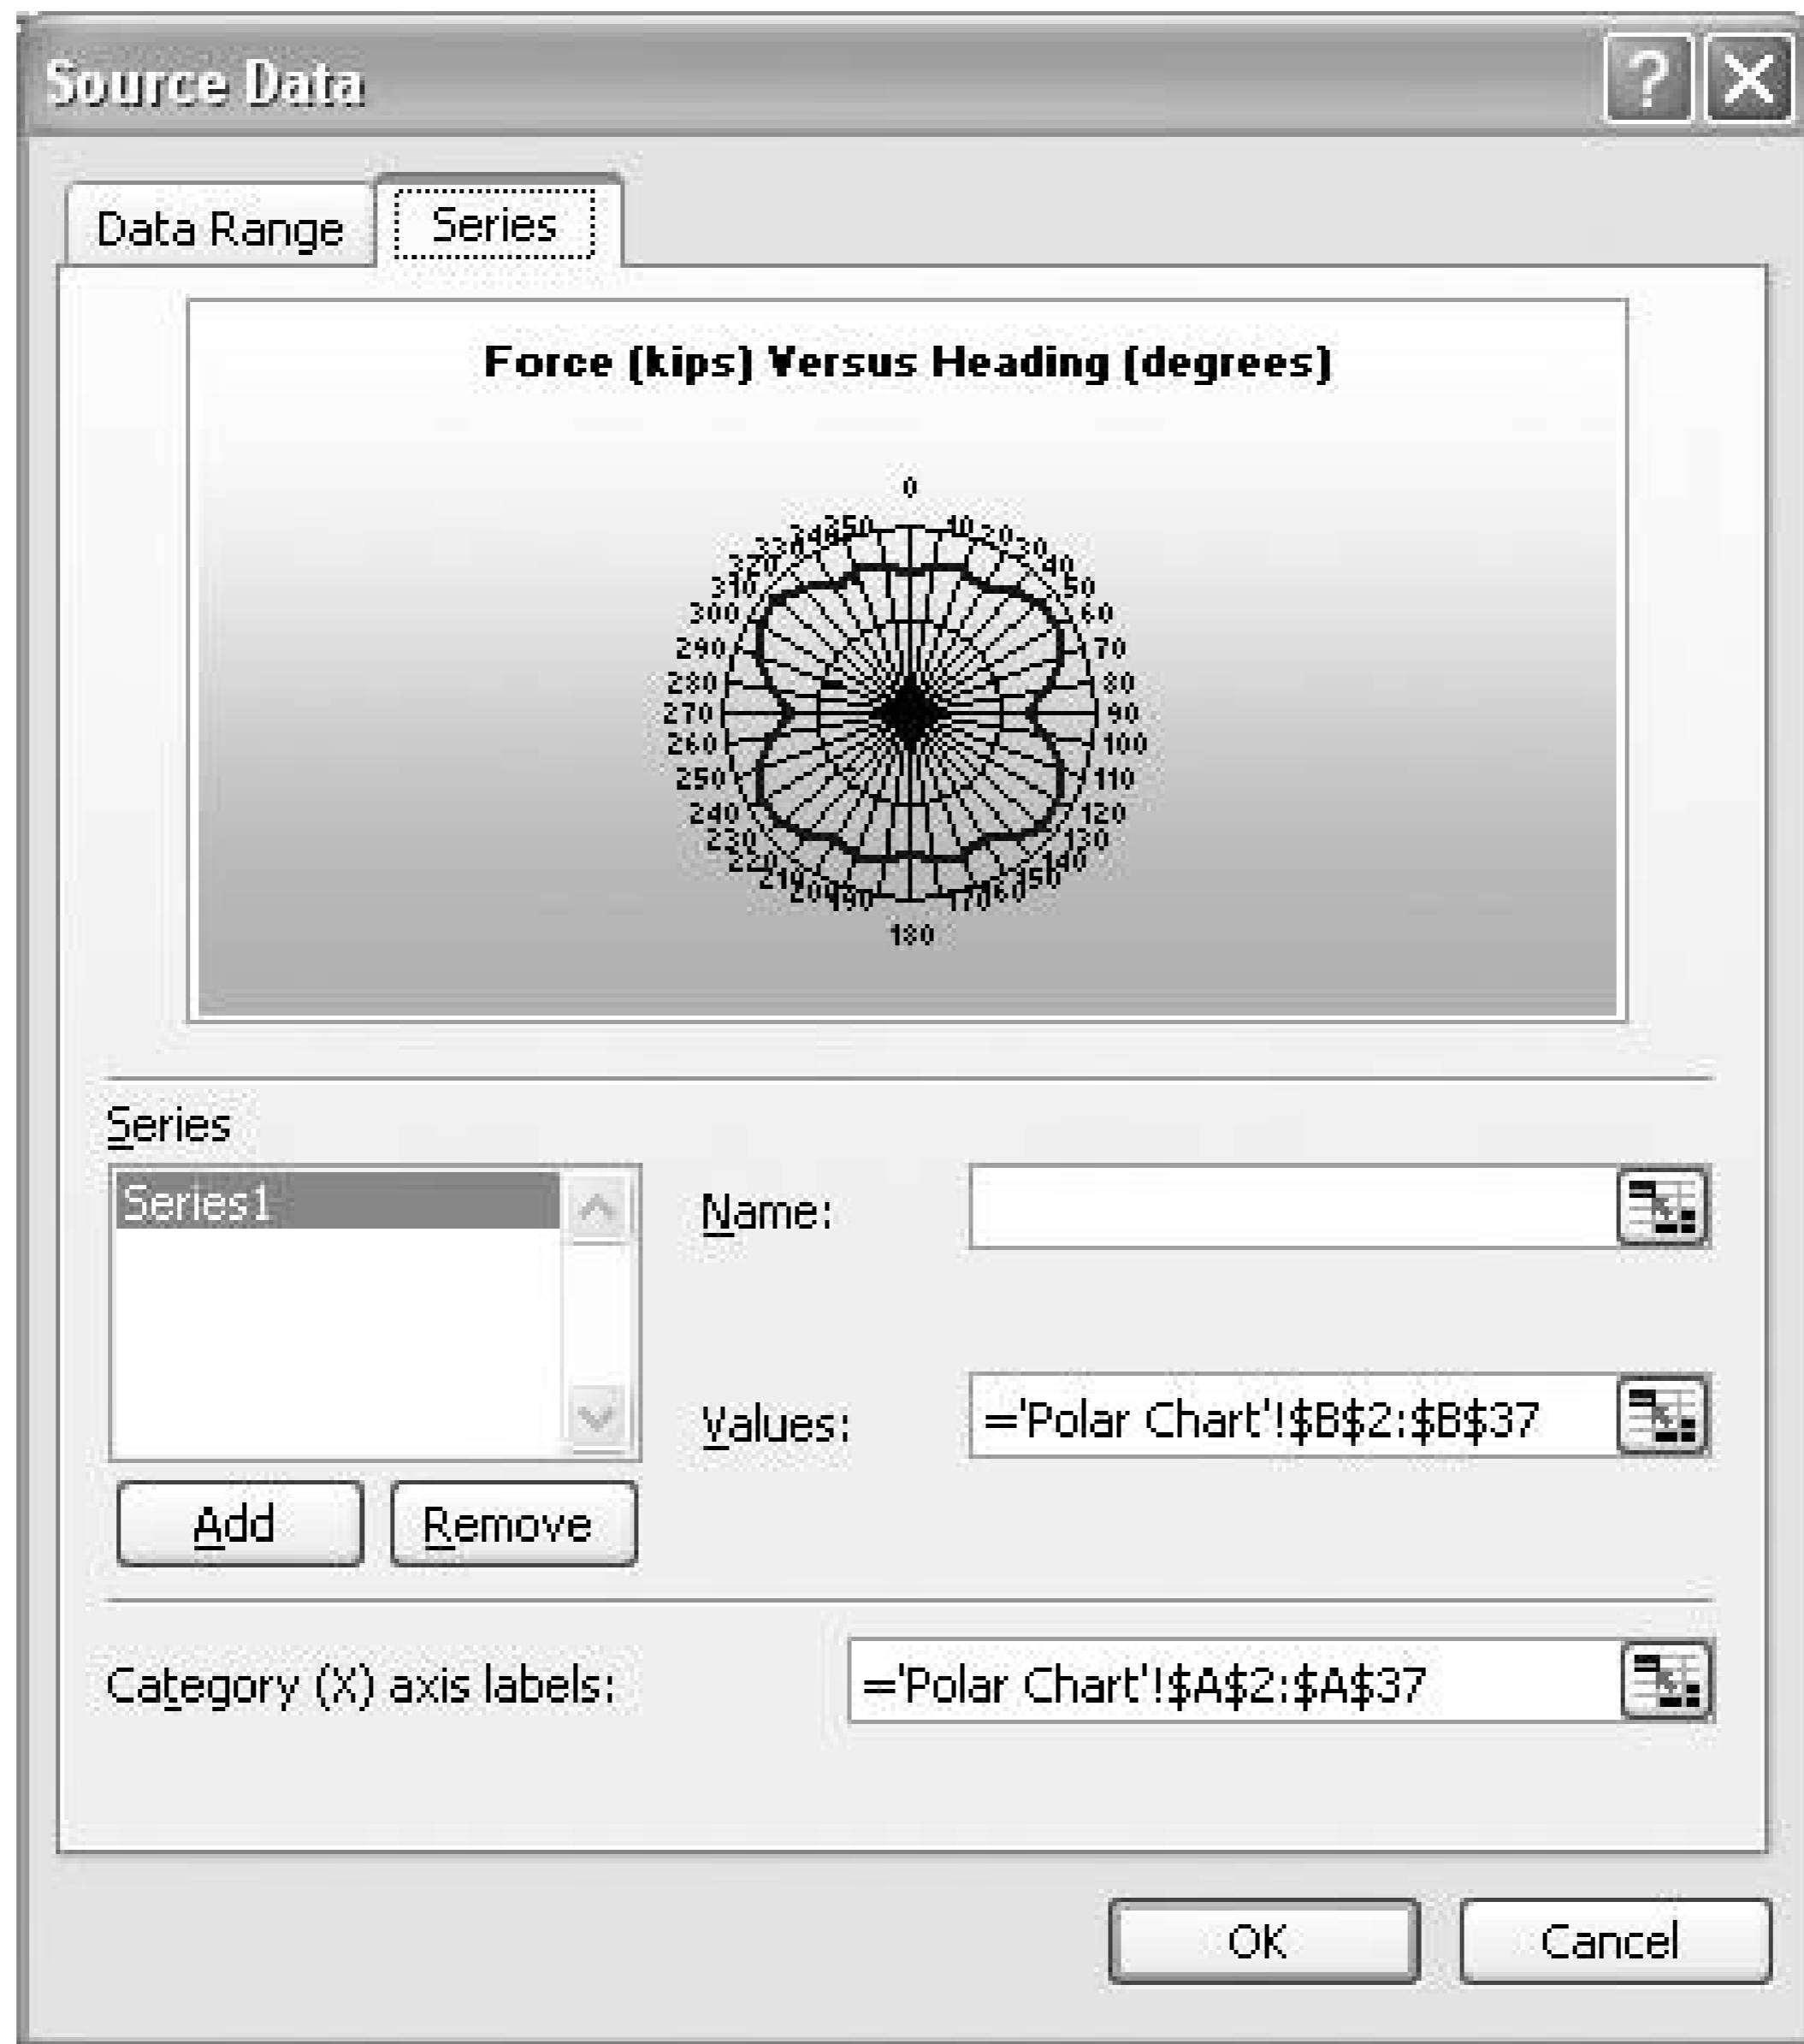 Source Data
Data Range Series
Force (kips) Versus Heading (degrees)
0
350 10
340 20
330 30
320 40
310 50
300 60
290 70
280 80
270 90
260 100
250 110
240 120
230 130
220 140
210 150
200 160
190 170
180
Series
Series1
Name:
Values: ='Polar Chart'!$B$2:$B$37
Add Remove
Category (X) axis labels: ='Polar Chart'!$A$2:$A$37
OK Cancel